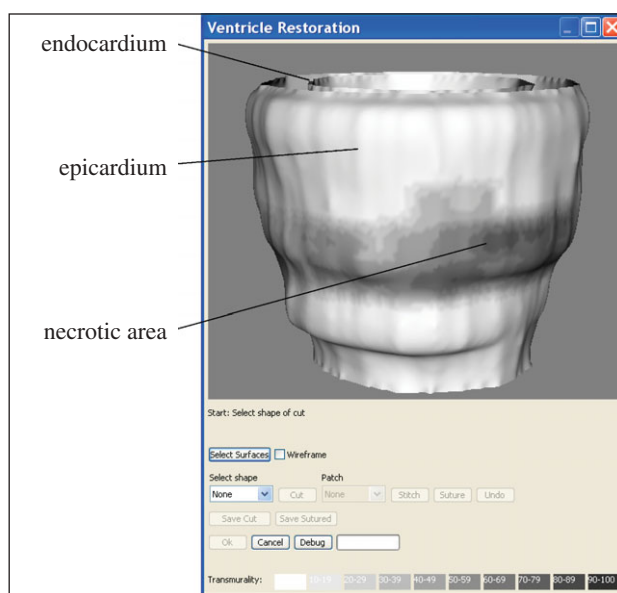 Ventricle Restoration
endocardium
epicardium
necrotic area
Start: Select shape of cut
Select Surfaces Wireframe
Select shape Patch
None Cut None Stitch Suture Undo
Save Cut Save Sutured
Ok Cancel Debug
Transmurality: 10-19 20-29 30-39 40-49 50-59 60-69 70-79 80-89 90-100